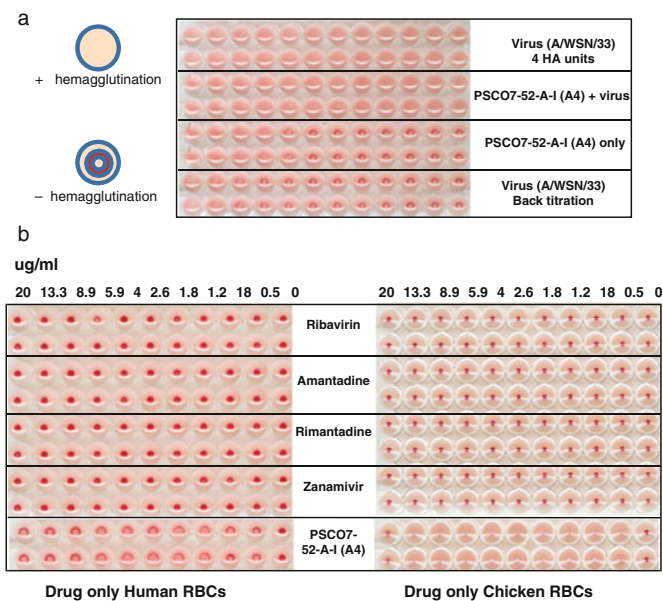 a
+ hemagglutination
− hemagglutination
Virus (A/WSN/33)
4 HA units
PSCO7-52-A-I (A4) + virus
PSCO7-52-A-I (A4) only
Virus (A/WSN/33)
Back titration
b
ug/ml
20 13.3 8.9 5.9 4 2.6 1.8 1.2 18 0.5 0
20 13.3 8.9 5.9 4 2.6 1.8 1.2 18 0.5 0
Ribavirin
Amantadine
Rimantadine
Zanamivir
PSCO7-
52-A-I (A4)
Drug only Human RBCs
Drug only Chicken RBCs